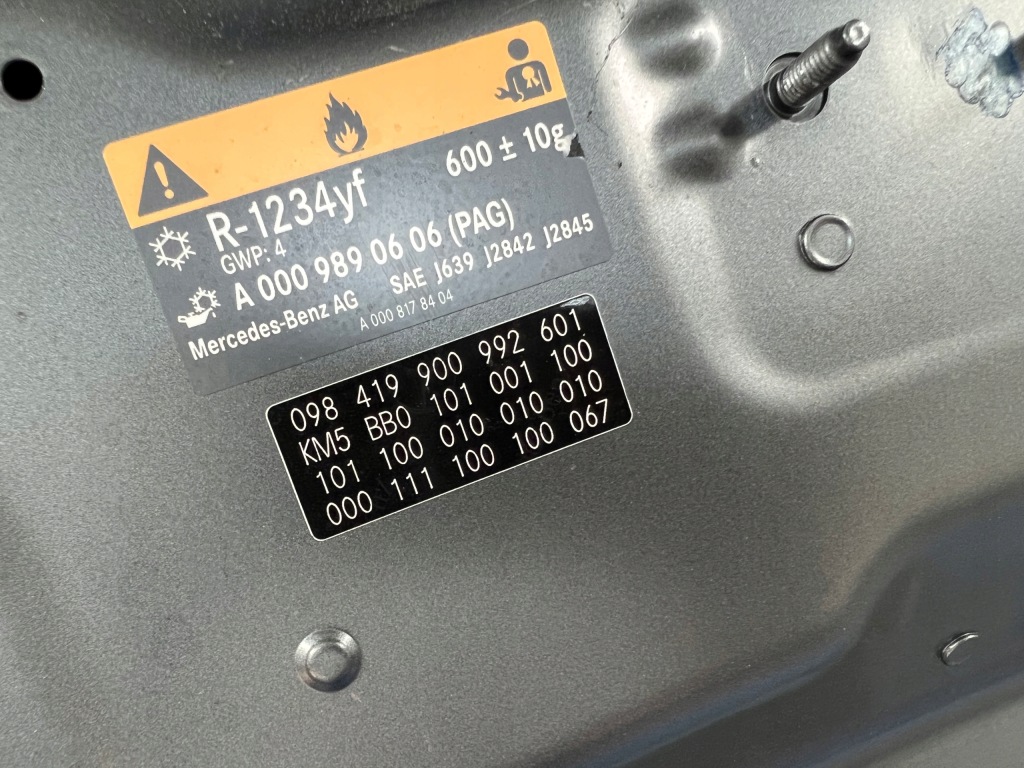 600 ± 10g
R-1234yf
GWP: 4
A 000 989 06 06 (PAG)
Mercedes-Benz AG SAE J639 J2842 J2845
A 000 817 84 04
098 419 900 992 601
KM5 BB0 101 001 100
101 100 010 010 010
000 111 100 100 067